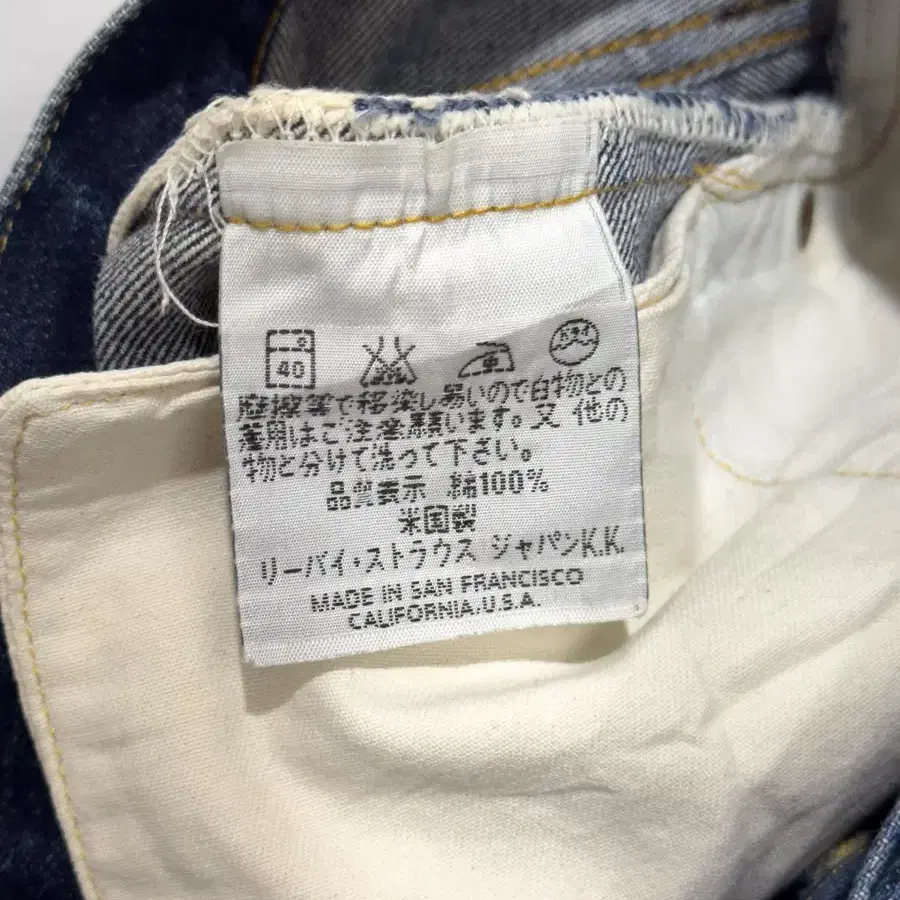 40
摩擦等で移染し易いので白物との
着用はご注意願います。又 他の
物と分けて洗って下さい。
品質表示 綿100%
米国製
リーバイ・ストラウス ジャパンK.K.
MADE IN SAN FRANCISCO
CALIFORNIA,U.S.A.